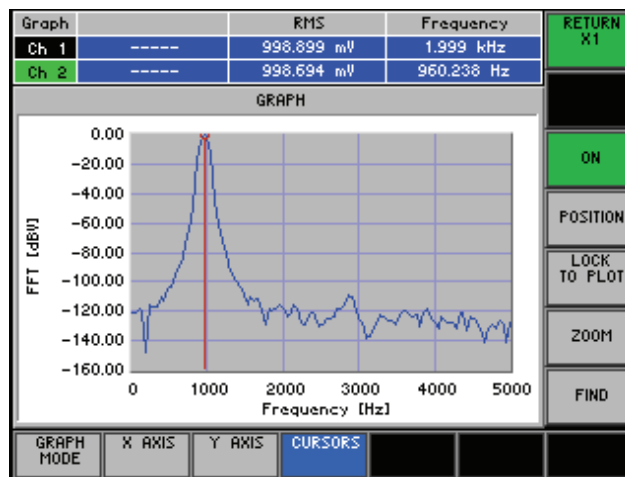 Graph RMS Frequency
Ch 1 ----- 998.899 mV 1.999 kHz
Ch 2 ----- 998.694 mV 960.238 Hz
GRAPH
FFT [dBV]
0.00
-20.00
-40.00
-60.00
-80.00
-100.00
-120.00
-140.00
-160.00
0 1000 2000 3000 4000 5000
Frequency [Hz]
RETURN
X1
ON
POSITION
LOCK
TO PLOT
ZOOM
FIND
GRAPH
MODE
X AXIS
Y AXIS
CURSORS